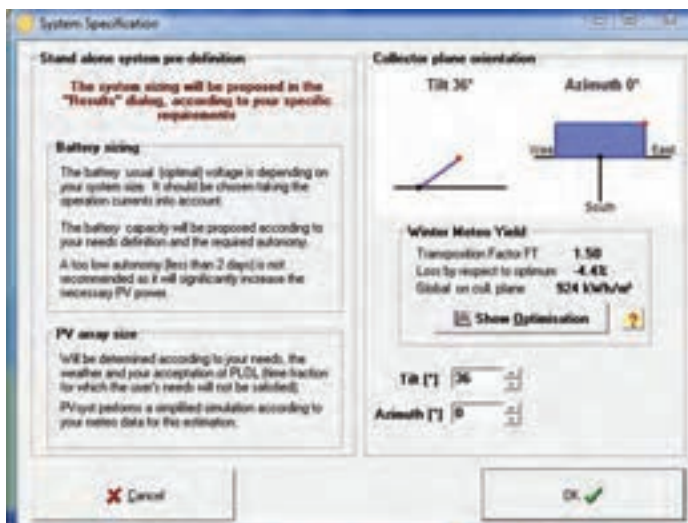 System Specification
Stand alone system pre-definition
The system sizing will be proposed in the
"Results" dialog, according to your specific
requirements
Battery sizing
The battery usual (optimal) voltage is depending on
your system size. It should be chosen taking the
operation currents into account.
The battery capacity will be proposed according to
your needs definition and the required autonomy.
A too low autonomy (less than 2 days) is not
recommended as it will significantly increase the
necessary PV power.
PV array size
Will be determined according to your needs, the
weather and your acceptation of PLOL (time fraction
for which the user's needs will not be satisfied)
PVsyst performs a simplified simulation according to
your meteo data for this estimation.
Cancel
Collector plane orientation
Tilt 36° Azimuth 0°
West East
South
Winter Meteo Yield
Transposition Factor FT 1.50
Loss by respect to optimum -4.4%
Global on coll. plane 924 kWh/m²
Show Optimisation ?
Tilt [°] 36
Azimuth [°] 0
OK